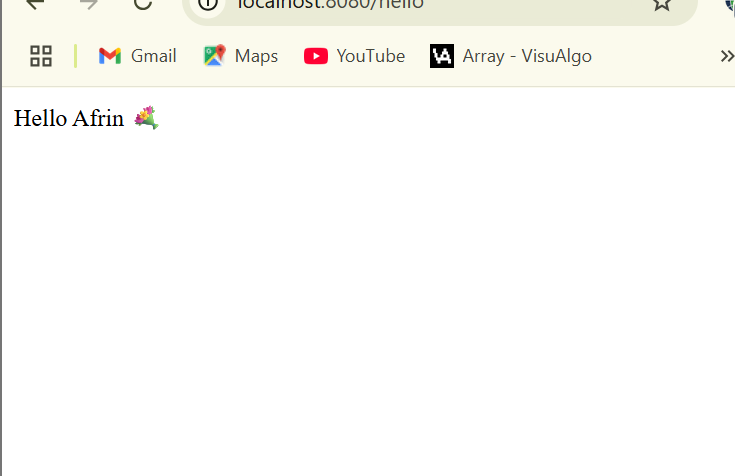 localhost:8080/hello
Gmail Maps YouTube Array - VisuAlgo
Hello Afrin 💐